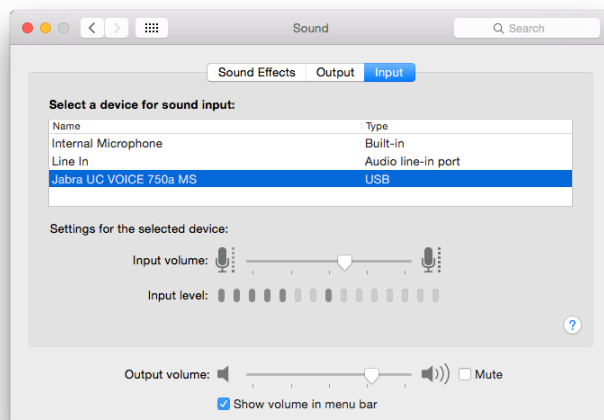 Sound
Search
Sound Effects Output Input
Select a device for sound input:
Name Type
Internal Microphone Built-in
Line In Audio line-in port
Jabra UC VOICE 750a MS USB
Settings for the selected device:
Input volume:
Input level:
?
Output volume: Mute
Show volume in menu bar